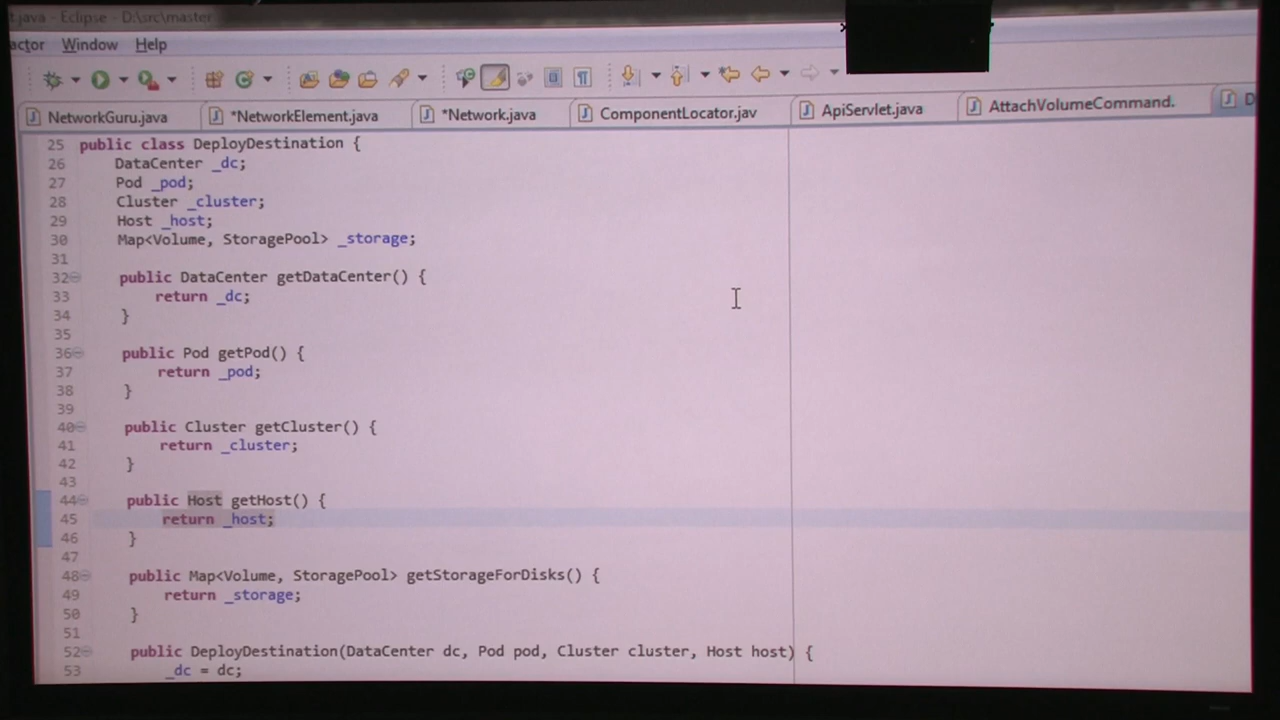 t.java - Eclipse - D:\src\master
actor Window Help
NetworkGuru.java *NetworkElement.java *Network.java ComponentLocator.jav ApiServlet.java AttachVolumeCommand. D
25 public class DeployDestination {
26 DataCenter _dc;
27 Pod _pod;
28 Cluster _cluster;
29 Host _host;
30 Map<Volume, StoragePool> _storage;
31
32 public DataCenter getDataCenter() {
33 return _dc;
34 }
35
36 public Pod getPod() {
37 return _pod;
38 }
39
40 public Cluster getCluster() {
41 return _cluster;
42 }
43
44 public Host getHost() {
45 return _host;
46 }
47
48 public Map<Volume, StoragePool> getStorageForDisks() {
49 return _storage;
50 }
51
52 public DeployDestination(DataCenter dc, Pod pod, Cluster cluster, Host host) {
53 _dc = dc;